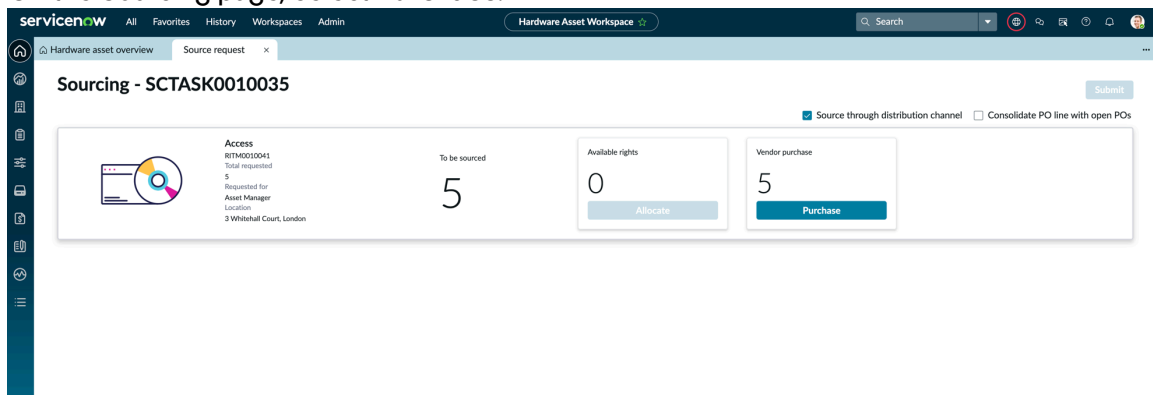 servicenow All Favorites History Workspaces Admin Hardware Asset Workspace ☆ Search
Hardware asset overview Source request ×
Sourcing - SCTASK0010035
Submit
Source through distribution channel Consolidate PO line with open POs
Access
RITM0010041
Total requested
5
Requested for
Asset Manager
Location
3 Whitehall Court, London
To be sourced
5
Available rights
0
Allocate
Vendor purchase
5
Purchase